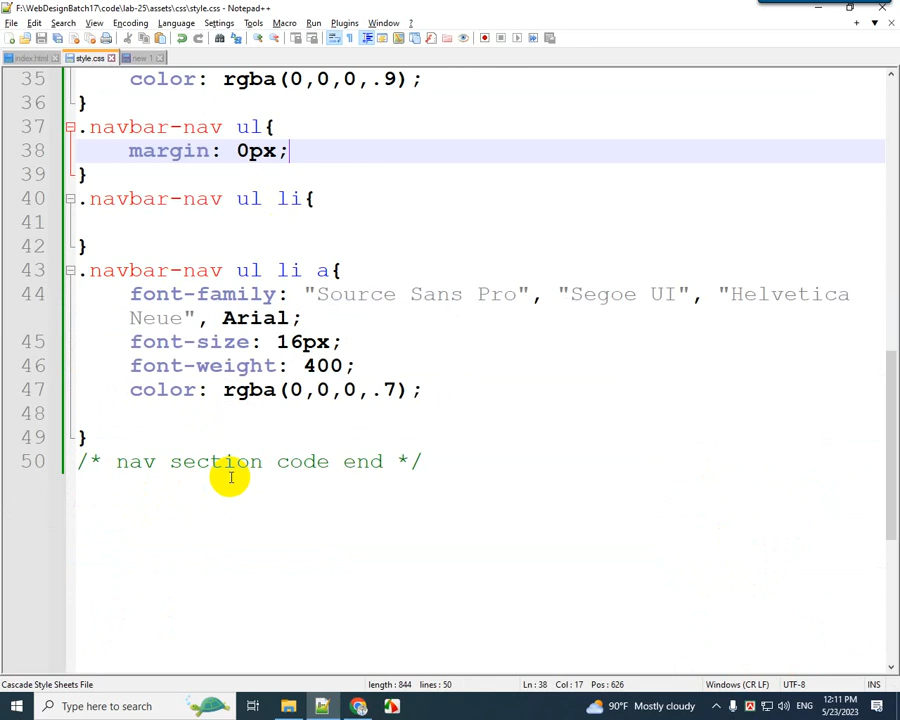 F:\WebDesignBatch17\code\lab-25\assets\css\style.css - Notepad++
File Edit Search View Encoding Language Settings Tools Macro Run Plugins Window ?
index.html style.css new 1
35 color: rgba(0,0,0,.9);
36 }
37 .navbar-nav ul{
38 margin: 0px;
39 }
40 .navbar-nav ul li{
41
42 }
43 .navbar-nav ul li a{
44 font-family: "Source Sans Pro", "Segoe UI", "Helvetica
Neue", Arial;
45 font-size: 16px;
46 font-weight: 400;
47 color: rgba(0,0,0,.7);
48
49 }
50 /* nav section code end */
Cascade Style Sheets File length : 844 lines : 50 Ln : 38 Col : 17 Pos : 626 Windows (CR LF) UTF-8 INS
Type here to search 90°F Mostly cloudy ENG 12:11 PM
5/23/2023